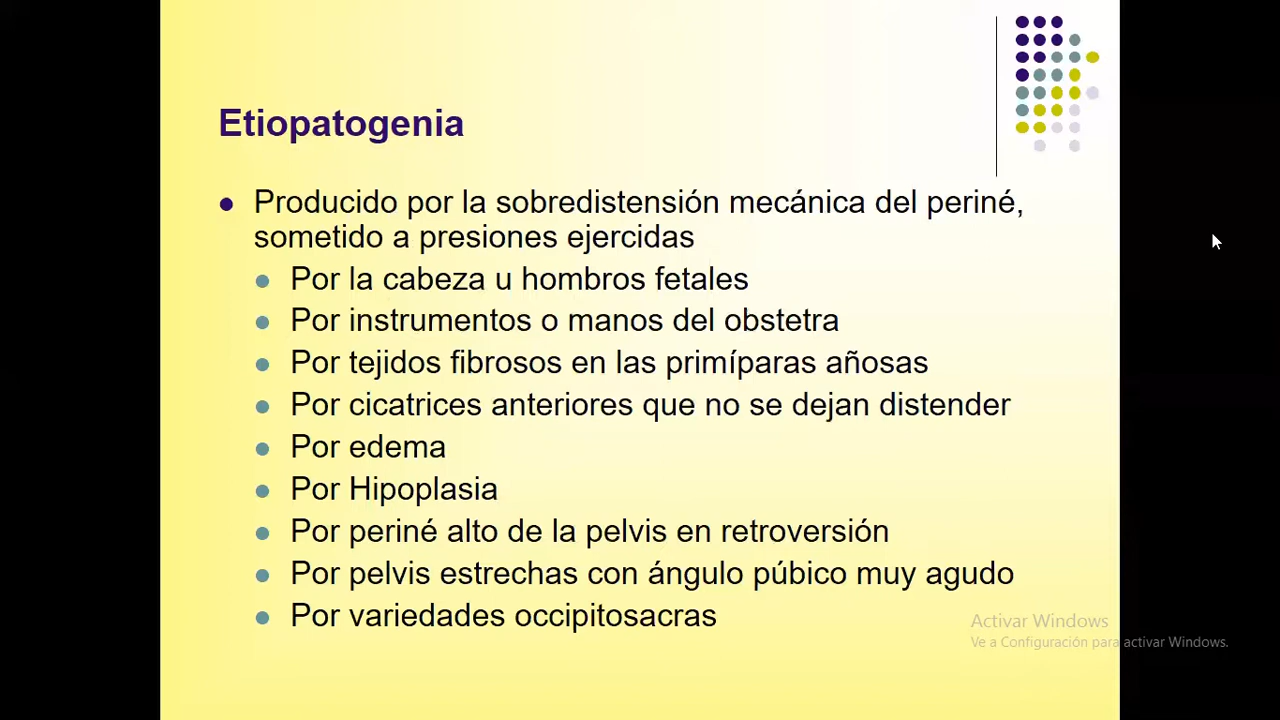 Etiopatogenia
Producido por la sobredistensión mecánica del periné,
sometido a presiones ejercidas
Por la cabeza u hombros fetales
Por instrumentos o manos del obstetra
Por tejidos fibrosos en las primíparas añosas
Por cicatrices anteriores que no se dejan distender
Por edema
Por Hipoplasia
Por periné alto de la pelvis en retroversión
Por pelvis estrechas con ángulo púbico muy agudo
Por variedades occipitosacras
Activar Windows
Ve a Configuración para activar Windows.